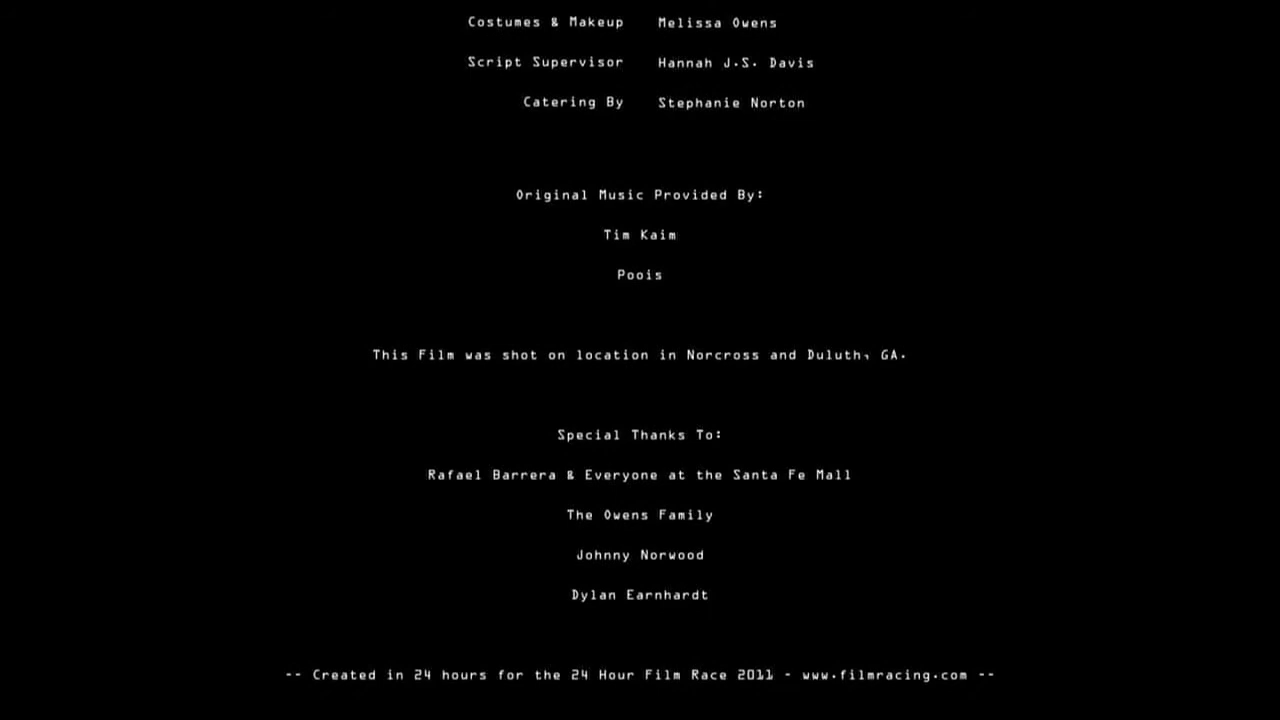 Costumes & Makeup Melissa Owens
Script Supervisor Hannah J.S. Davis
Catering By Stephanie Norton
Original Music Provided By:
Tim Kaim
Poois
This Film was shot on location in Norcross and Duluth, GA.
Special Thanks To:
Rafael Barrera & Everyone at the Santa Fe Mall
The Owens Family
Johnny Norwood
Dylan Earnhardt
-- Created in 24 hours for the 24 Hour Film Race 2011 - www.filmracing.com --